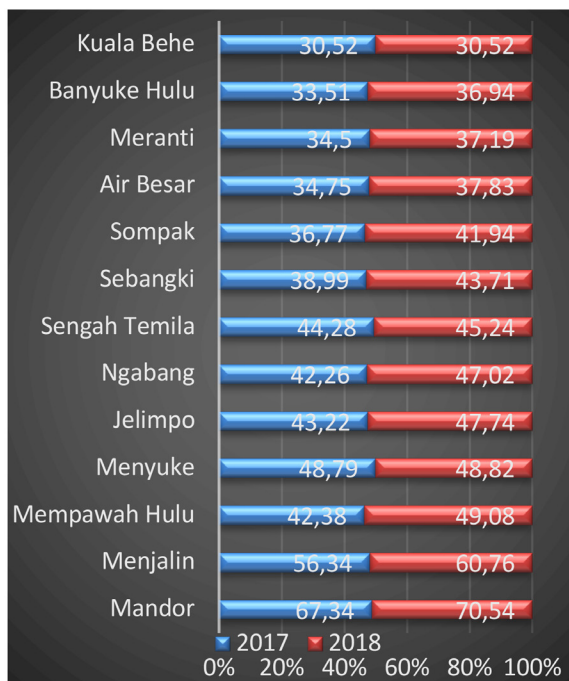 Kuala Behe 30,52 30,52
Banyuke Hulu 33,51 36,94
Meranti 34,5 37,19
Air Besar 34,75 37,83
Sompak 36,77 41,94
Sebangki 38,99 43,71
Sengah Temila 44,28 45,24
Ngabang 42,26 47,02
Jelimpo 43,22 47,74
Menyuke 48,79 48,82
Mempawah Hulu 42,38 49,08
Menjalin 56,34 60,76
Mandor 67,34 70,54
2017 2018
0% 20% 40% 60% 80% 100%